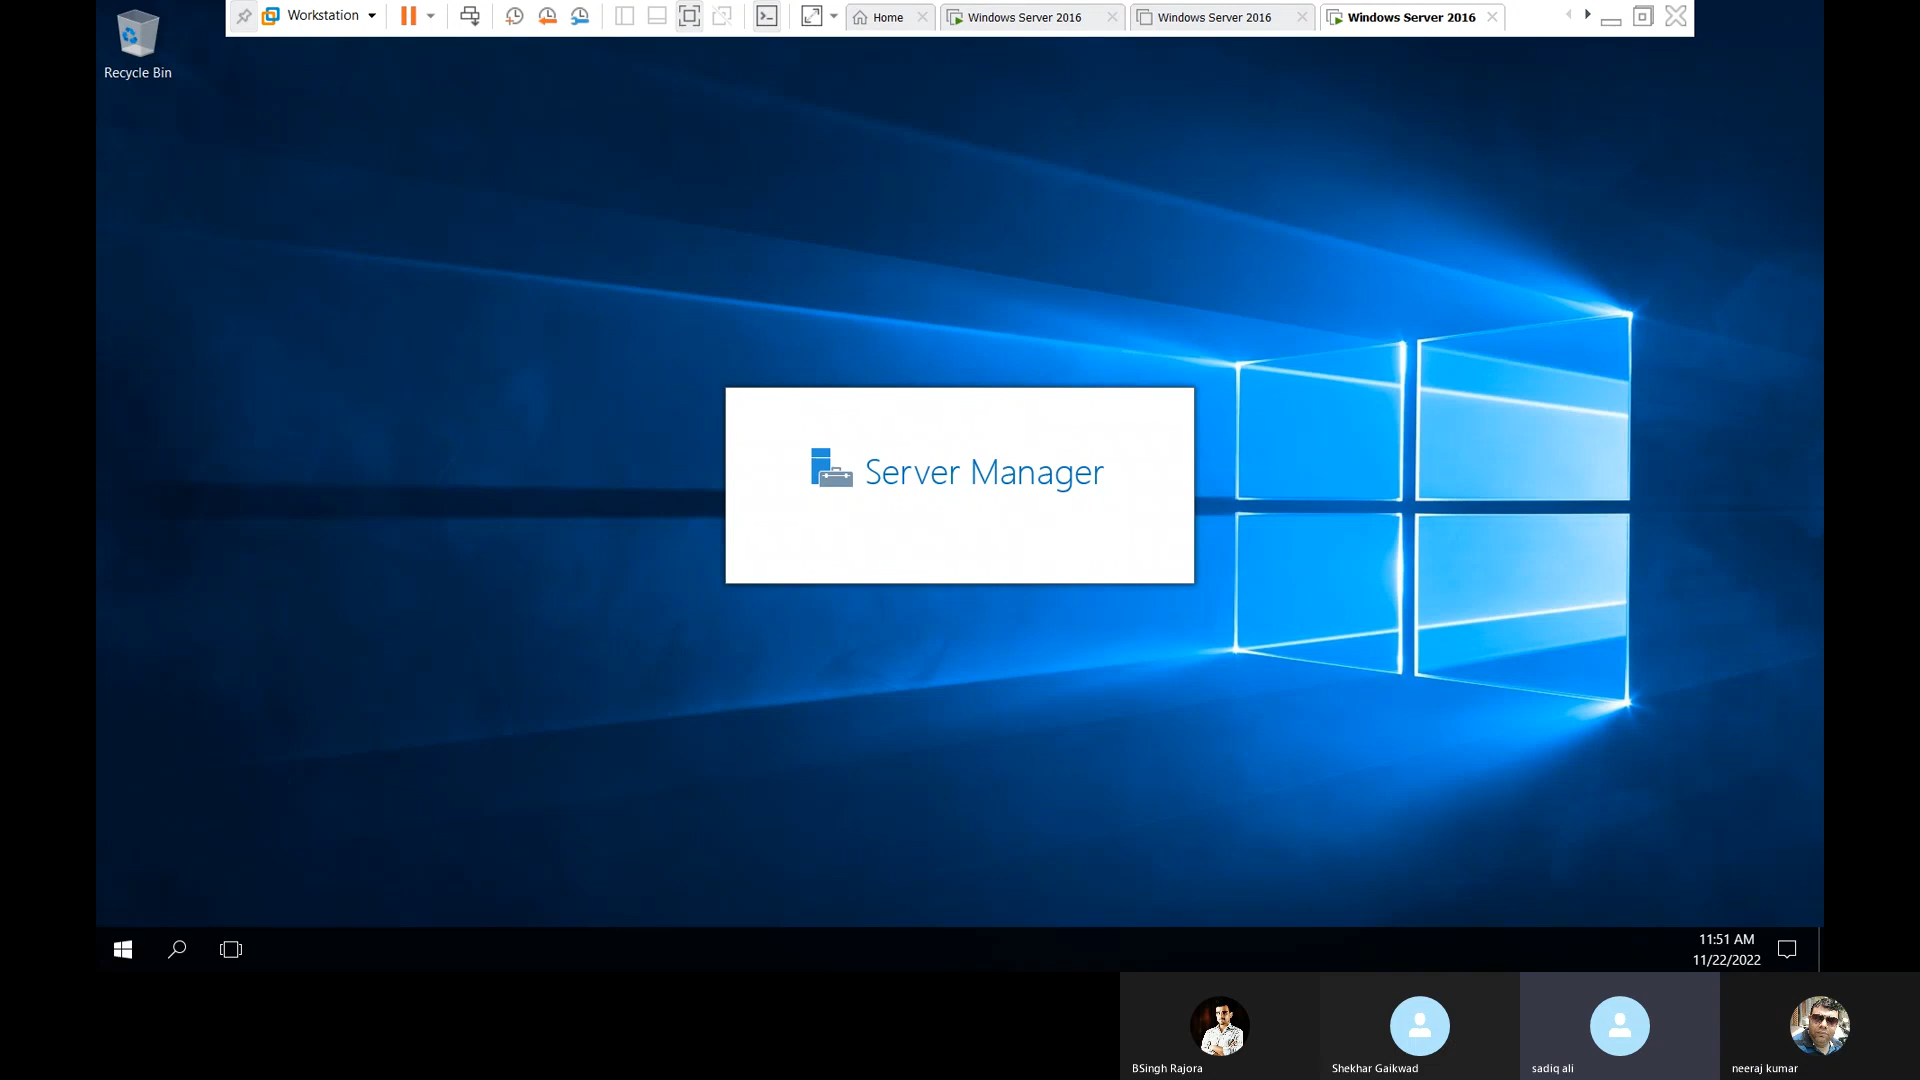 Workstation
Home
Windows Server 2016
Windows Server 2016
Windows Server 2016
Recycle Bin
Server Manager
11:51 AM
11/22/2022
BSingh Rajora
Shekhar Gaikwad
sadiq ali
neeraj kumar